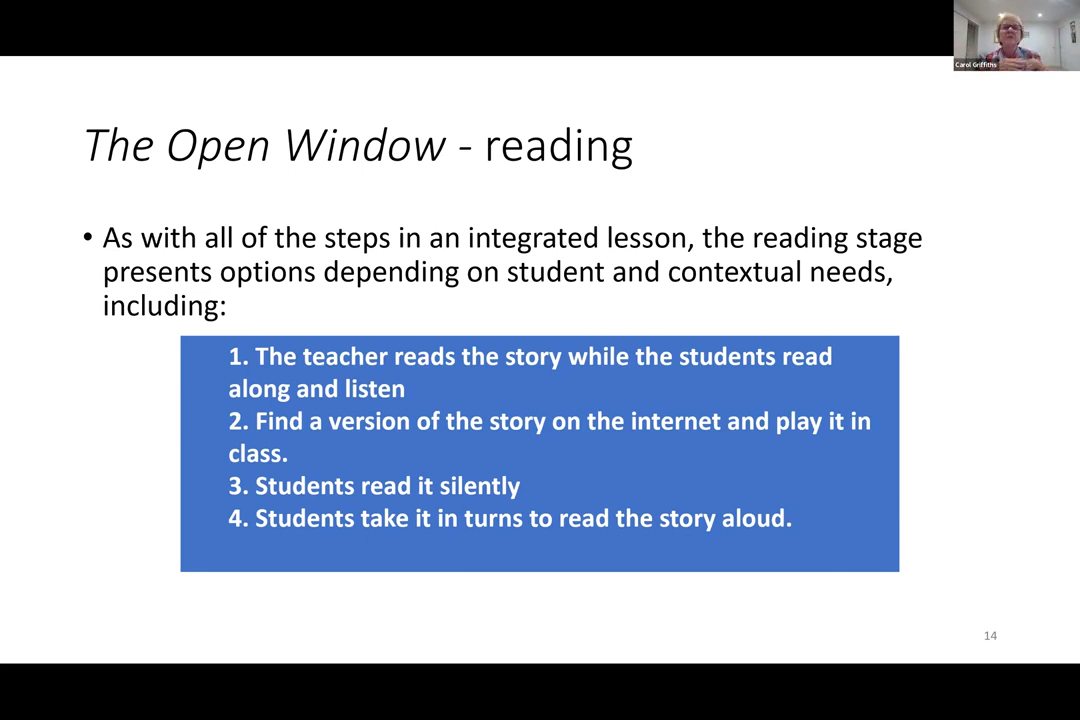 Carol Griffiths
The Open Window - reading
• As with all of the steps in an integrated lesson, the reading stage
presents options depending on student and contextual needs,
including:
1. The teacher reads the story while the students read
along and listen
2. Find a version of the story on the internet and play it in
class.
3. Students read it silently
4. Students take it in turns to read the story aloud.
14